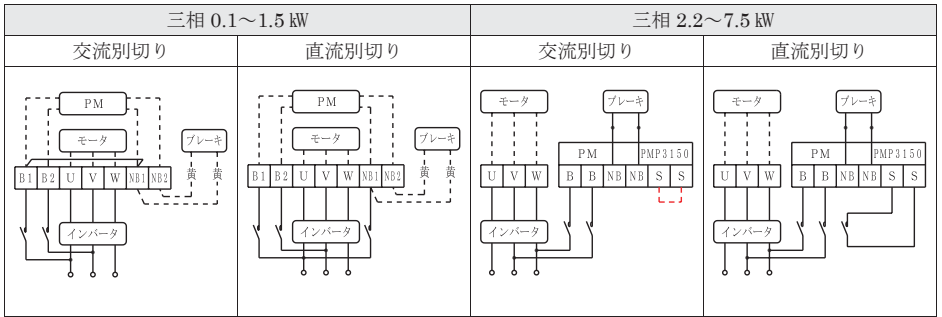 三相 0.1～1.5 ㎾
三相 2.2～7.5 ㎾
交流別切り
直流別切り
交流別切り
直流別切り
PM
モータ
ブレーキ
B1 B2 U V W NB1 NB2
黄 黄
インバータ
PM
モータ
ブレーキ
B1 B2 U V W NB1 NB2
黄 黄
インバータ
モータ
ブレーキ
PM PMP3150
U V W B B NB NB S S
インバータ
モータ
ブレーキ
PM PMP3150
U V W B B NB NB S S
インバータ